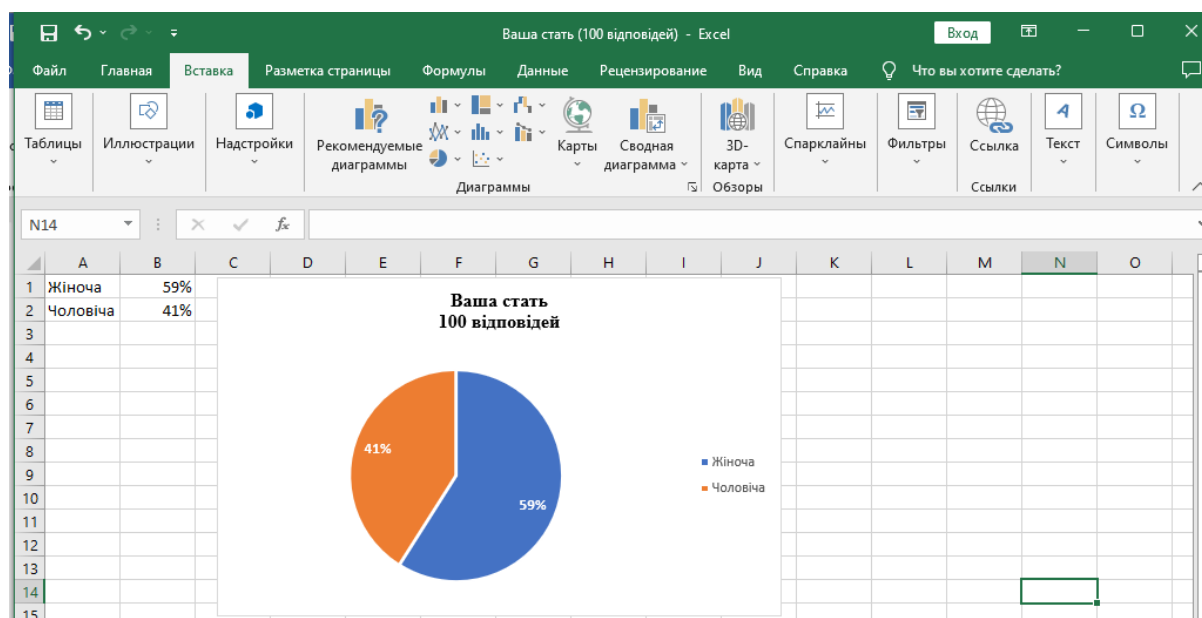 Ваша стать (100 відповідей) - Excel
Вход
Файл Главная Вставка Разметка страницы Формулы Данные Рецензирование Вид Справка Что вы хотите сделать?
Таблицы
Иллюстрации
Надстройки
Рекомендуемые
диаграммы
Карты
Сводная
диаграмма
Диаграммы
3D-
карта
Обзоры
Спарклайны
Фильтры
Ссылка
Ссылки
Текст
Символы
N14
fx
A B C D E F G H I J K L M N O
1 Жіноча 59%
2 Чоловіча 41%
3
4
5
6
7
8
9
10
11
12
13
14
15
Ваша стать
100 відповідей
41%
59%
Жіноча
Чоловіча